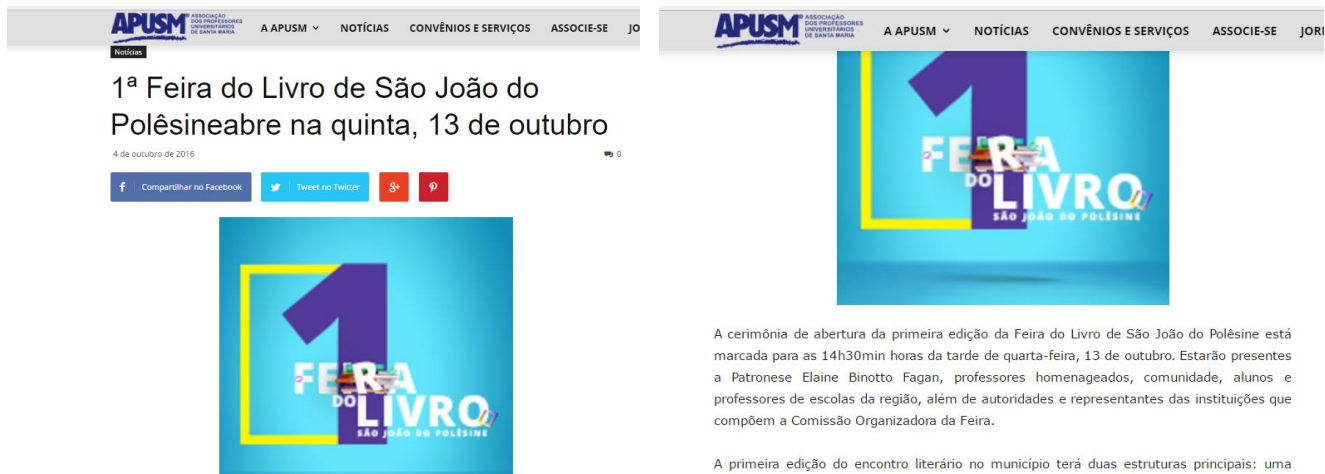 APUSM ASSOCIAÇÃO DOS PROFESSORES UNIVERSITÁRIOS DE SANTA MARIA
A APUSM NOTÍCIAS CONVÊNIOS E SERVIÇOS ASSOCIE-SE JO
Notícias
1ª Feira do Livro de São João do
Polêsineabre na quinta, 13 de outubro
4 de outubro de 2016
0
Compartilhar no Facebook
Tweet no Twitter
1
FEIRA
DO LIVRO
SÃO JOÃO DO POLÊSINE
APUSM ASSOCIAÇÃO DOS PROFESSORES UNIVERSITÁRIOS DE SANTA MARIA
A APUSM NOTÍCIAS CONVÊNIOS E SERVIÇOS ASSOCIE-SE JOR
1
FEIRA
DO LIVRO
SÃO JOÃO DO POLÊSINE
A cerimônia de abertura da primeira edição da Feira do Livro de São João do Polêsine está
marcada para as 14h30min horas da tarde de quarta-feira, 13 de outubro. Estarão presentes
a Patronese Elaine Binotto Fagan, professores homenageados, comunidade, alunos e
professores de escolas da região, além de autoridades e representantes das instituições que
compõem a Comissão Organizadora da Feira.
A primeira edição do encontro literário no município terá duas estruturas principais: uma